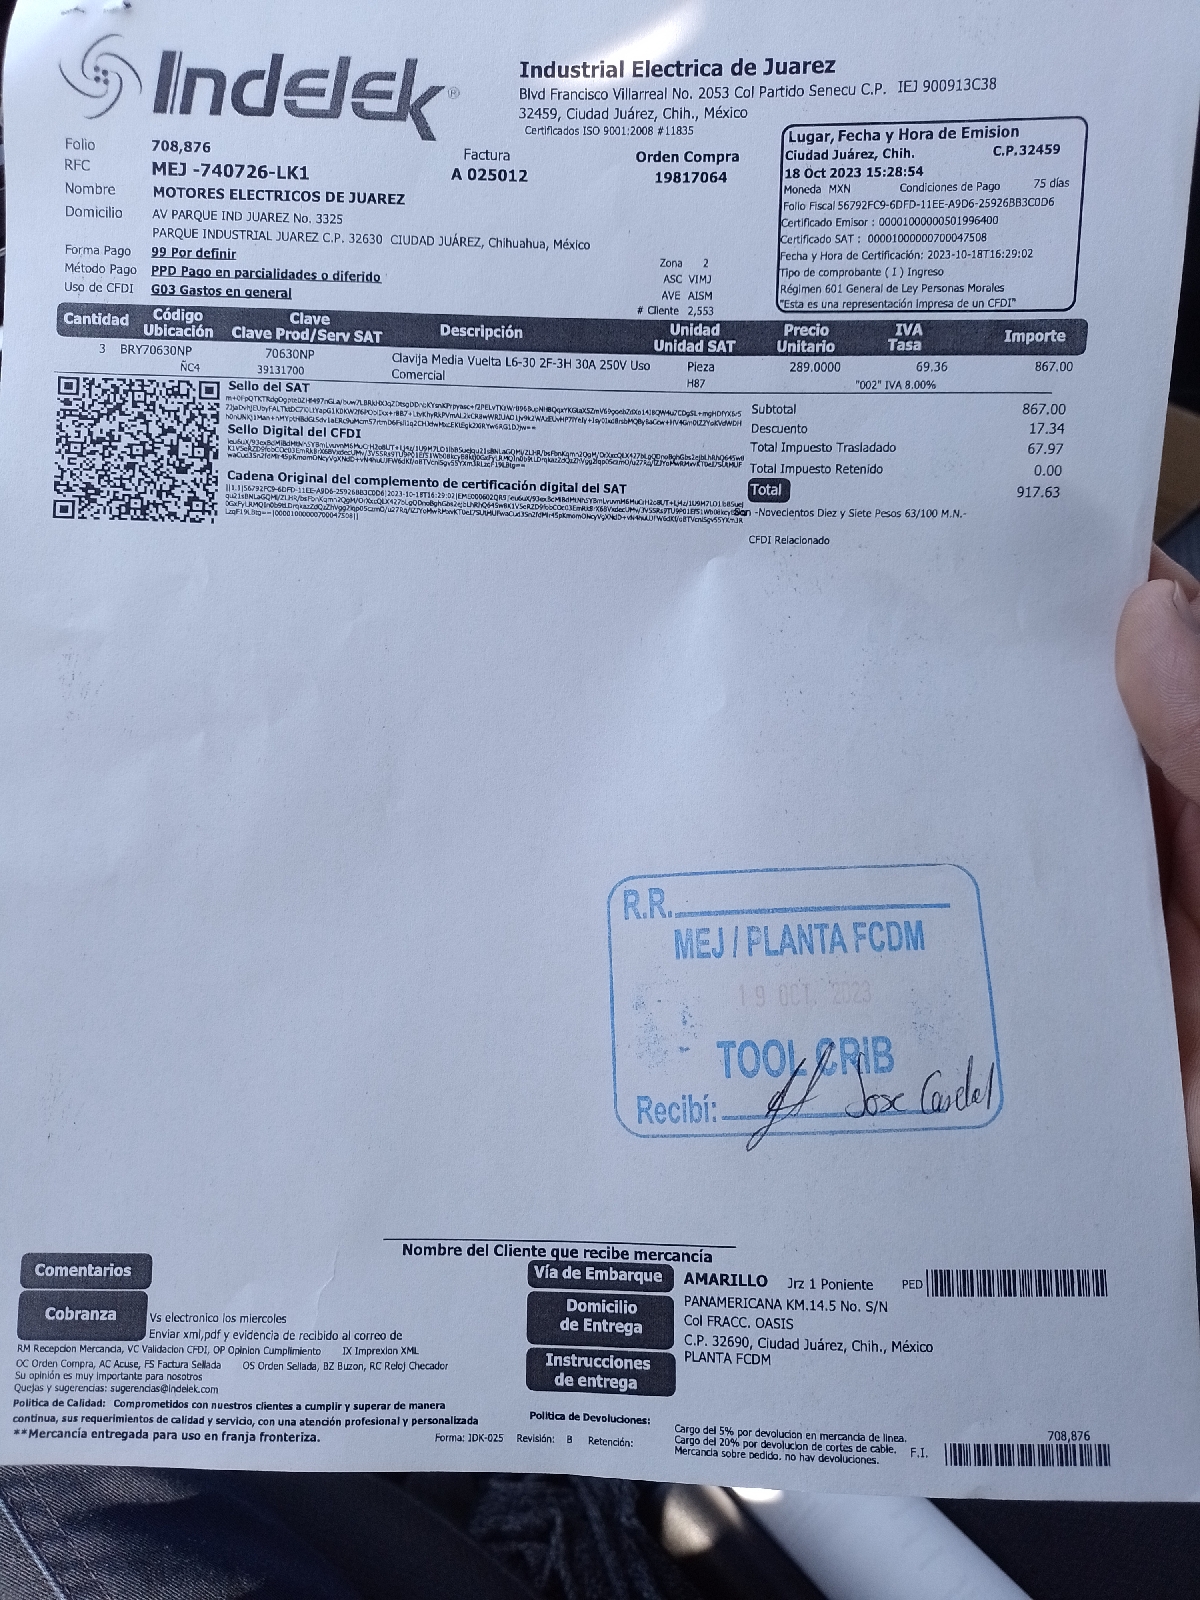 Indelek®
Industrial Electrica de Juarez
Blvd Francisco Villarreal No. 2053 Col Partido Senecu C.P. IEJ 900913C38
32459, Ciudad Juárez, Chih., México
Certificados ISO 9001:2008 #11835
Folio 708,876
RFC MEJ -740726-LK1
Nombre MOTORES ELECTRICOS DE JUAREZ
Domicilio AV PARQUE IND JUAREZ No. 3325
PARQUE INDUSTRIAL JUAREZ C.P. 32630 CIUDAD JUÁREZ, Chihuahua, México
Forma Pago 99 Por definir
Método Pago PPD Pago en parcialidades o diferido
Uso de CFDI G03 Gastos en general
Factura
A 025012
Orden Compra
19817064
Zona 2
ASC VIMJ
AVE AISM
# Cliente 2,553
Lugar, Fecha y Hora de Emision
Ciudad Juárez, Chih. C.P.32459
18 Oct 2023 15:28:54
Moneda MXN Condiciones de Pago 75 días
Folio Fiscal 56792FC9-6DFD-11EE-A9D6-25926BB3C0D6
Certificado Emisor : 00001000000501996400
Certificado SAT : 00001000000700047508
Fecha y Hora de Certificación: 2023-10-18T16:29:02
Tipo de comprobante ( I ) Ingreso
Régimen 601 General de Ley Personas Morales
"Esta es una representación impresa de un CFDI"
Cantidad Código Ubicación Clave Clave Prod/Serv SAT Descripción Unidad Unidad SAT Precio Unitario IVA Tasa Importe
3 BRY70630NP 70630NP Clavija Media Vuelta L6-30 2F-3H 30A 250V Uso Pieza 289.0000 69.36 867.00
ÑC4 39131700 Comercial H87 "002" IVA 8.00%
Sello del SAT
Sello Digital del CFDI
Cadena Original del complemento de certificación digital del SAT
Subtotal 867.00
Descuento 17.34
Total Impuesto Trasladado 67.97
Total Impuesto Retenido 0.00
Total 917.63
Son -Novecientos Diez y Siete Pesos 63/100 M.N.-
CFDI Relacionado
R.R.
MEJ / PLANTA FCDM
19 OCT. 2023
TOOL CRIB
Recibí: Jose
Nombre del Cliente que recibe mercancía
Comentarios
Cobranza
Vs electronico los miercoles
Enviar xml,pdf y evidencia de recibido al correo de
RM Recepcion Mercancia, VC Validacion CFDI, OP Opinion Cumplimiento IX Impresion XML
OC Orden Compra, AC Acuse, FS Factura Sellada OS Orden Sellada, BZ Buzon, RC Reloj Checador
Su opinión es muy importante para nosotros
Quejas y sugerencias: sugerencias@indelek.com
Politica de Calidad: Comprometidos con nuestros clientes a cumplir y superar de manera
continua, sus requerimientos de calidad y servicio, con una atención profesional y personalizada
**Mercancía entregada para uso en franja fronteriza.
Forma: IDK-025 Revisión: B Retención:
Vía de Embarque AMARILLO Jrz 1 Poniente PED
Domicilio de Entrega PANAMERICANA KM.14.5 No. S/N
Col FRACC. OASIS
C.P. 32690, Ciudad Juárez, Chih., México
Instrucciones de entrega PLANTA FCDM
Politica de Devoluciones:
Cargo del 5% por devolucion en mercancia de linea.
Cargo del 20% por devolucion de cortes de cable.
Mercancia sobre pedido. no hay devoluciones.
F.I. 708,876